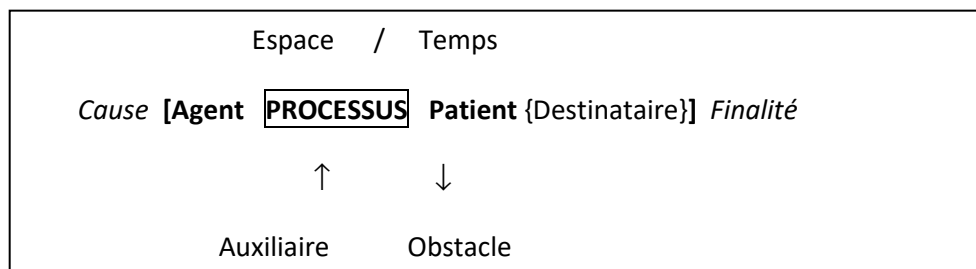 Espace / Temps
Cause [Agent PROCESSUS Patient {Destinataire}] Finalité
↑ ↓
Auxiliaire Obstacle